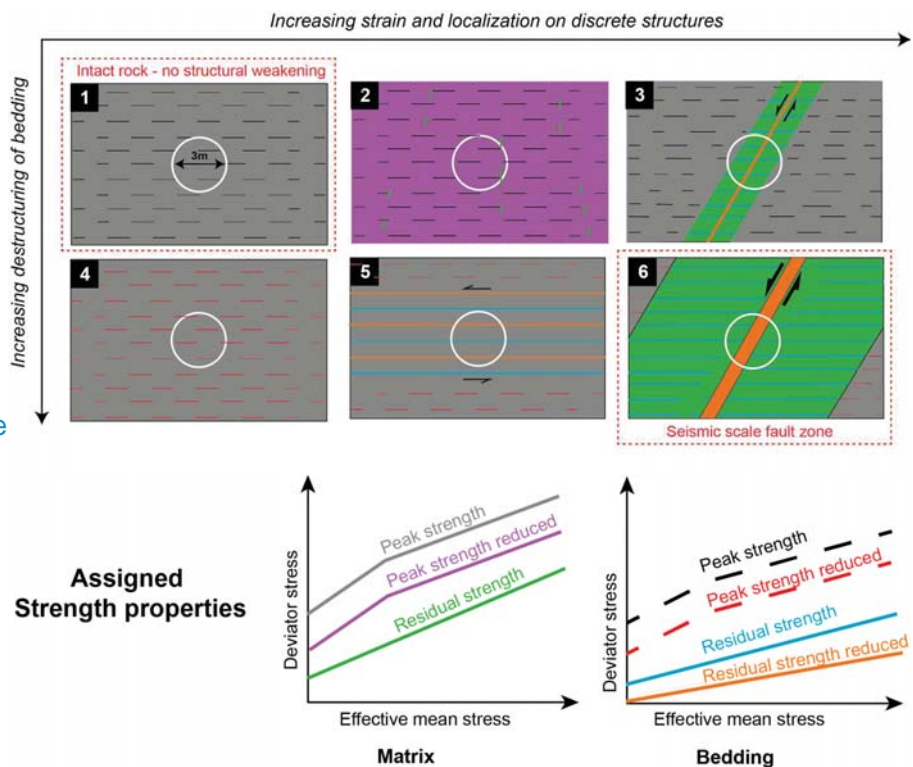 Increasing strain and localization on discrete structures
Increasing destructuring of bedding
Intact rock - no structural weakening
1
3m
2
3
4
5
6
Seismic scale fault zone
e
Assigned
Strength properties
Deviator stress
Peak strength
Peak strength reduced
Residual strength
Effective mean stress
Matrix
Deviator stress
Peak strength
Peak strength reduced
Residual strength
Residual strength reduced
Effective mean stress
Bedding